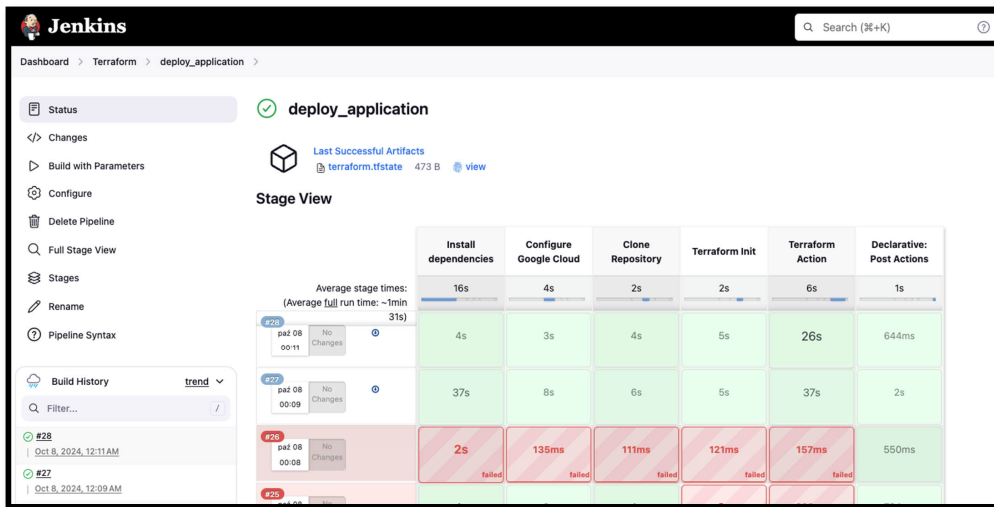 Jenkins
Search (⌘+K)
Dashboard > Terraform > deploy_application >
Status
Changes
Build with Parameters
Configure
Delete Pipeline
Full Stage View
Stages
Rename
Pipeline Syntax
Build History
trend
Filter...
/
#28
Oct 8, 2024, 12:11 AM
#27
Oct 8, 2024, 12:09 AM
deploy_application
Last Successful Artifacts
terraform.tfstate 473 B view
Stage View
Install dependencies
Configure Google Cloud
Clone Repository
Terraform Init
Terraform Action
Declarative: Post Actions
Average stage times:
16s 4s 2s 2s 6s 1s
(Average full run time: ~1min
31s)
#28
paź 08
00:11
No Changes
4s 3s 4s 5s 26s 644ms
#27
paź 08
00:09
No Changes
37s 8s 6s 5s 37s 2s
#26
paź 08
00:08
No Changes
2s 135ms 111ms 121ms 157ms 550ms
failed failed failed failed failed
#25